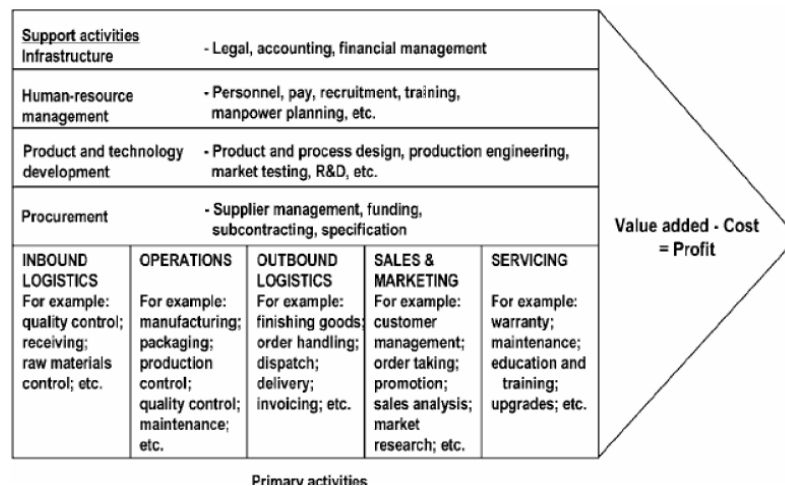 Support activities
Infrastructure
- Legal, accounting, financial management
Human-resource
management
- Personnel, pay, recruitment, training,
manpower planning, etc.
Product and technology
development
- Product and process design, production engineering,
market testing, R&D, etc.
Procurement
- Supplier management, funding,
subcontracting, specification
Value added - Cost
= Profit
INBOUND
LOGISTICS
For example:
quality control;
receiving;
raw materials
control; etc.
OPERATIONS
For example:
manufacturing;
packaging;
production
control;
quality control;
maintenance;
etc.
OUTBOUND
LOGISTICS
For example:
finishing goods;
order handling;
dispatch;
delivery;
invoicing; etc.
SALES &
MARKETING
For example:
customer
management;
order taking;
promotion;
sales analysis;
market
research; etc.
SERVICING
For example:
warranty;
maintenance;
education and
training;
upgrades; etc.
Primary activities